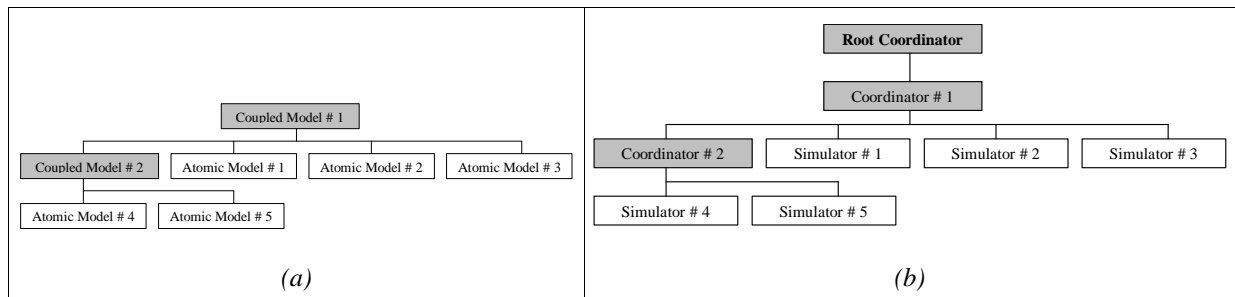 Coupled Model # 1
Coupled Model # 2
Atomic Model # 1
Atomic Model # 2
Atomic Model # 3
Atomic Model # 4
Atomic Model # 5
(a)
Root Coordinator
Coordinator # 1
Coordinator # 2
Simulator # 1
Simulator # 2
Simulator # 3
Simulator # 4
Simulator # 5
(b)